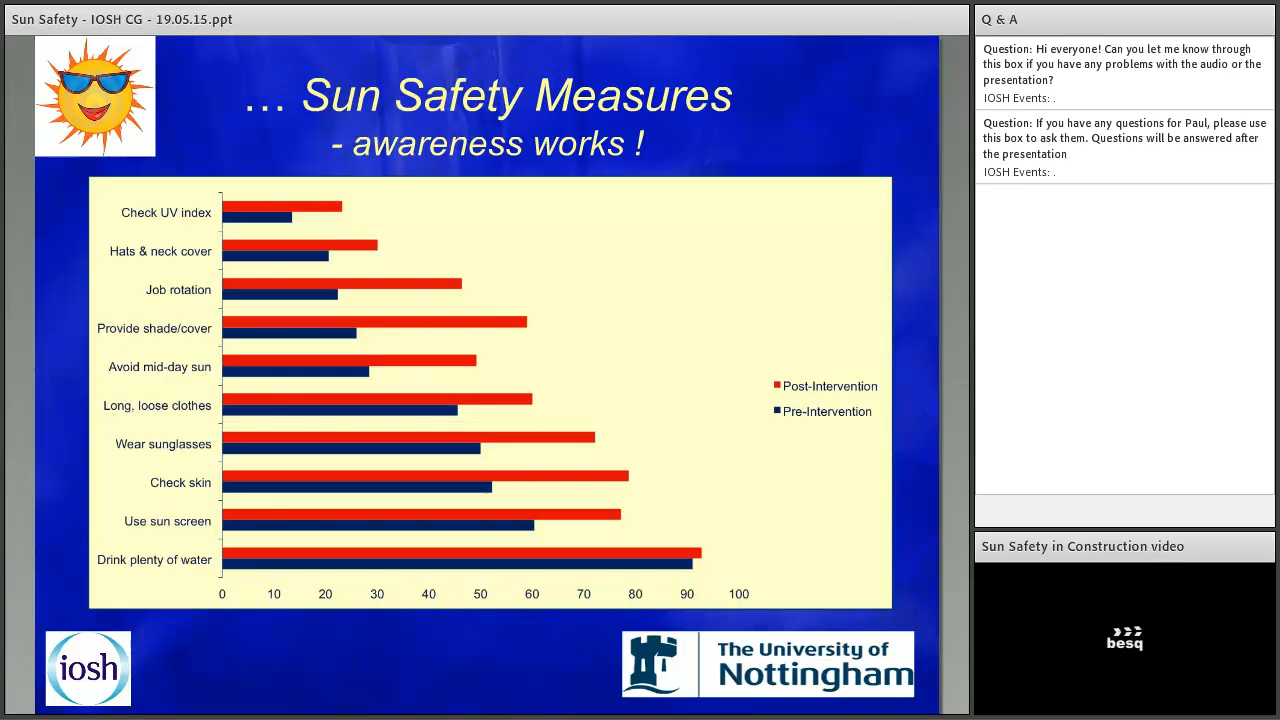 Sun Safety - IOSH CG - 19.05.15.ppt
... Sun Safety Measures
- awareness works !
Check UV index
Hats & neck cover
Job rotation
Provide shade/cover
Avoid mid-day sun
Long, loose clothes
Wear sunglasses
Check skin
Use sun screen
Drink plenty of water
0 10 20 30 40 50 60 70 80 90 100
Post-Intervention
Pre-Intervention
iosh
The University of
Nottingham
Q & A
Question: Hi everyone! Can you let me know through
this box if you have any problems with the audio or the
presentation?
IOSH Events: .
Question: If you have any questions for Paul, please use
this box to ask them. Questions will be answered after
the presentation
IOSH Events: .
Sun Safety in Construction video
besq